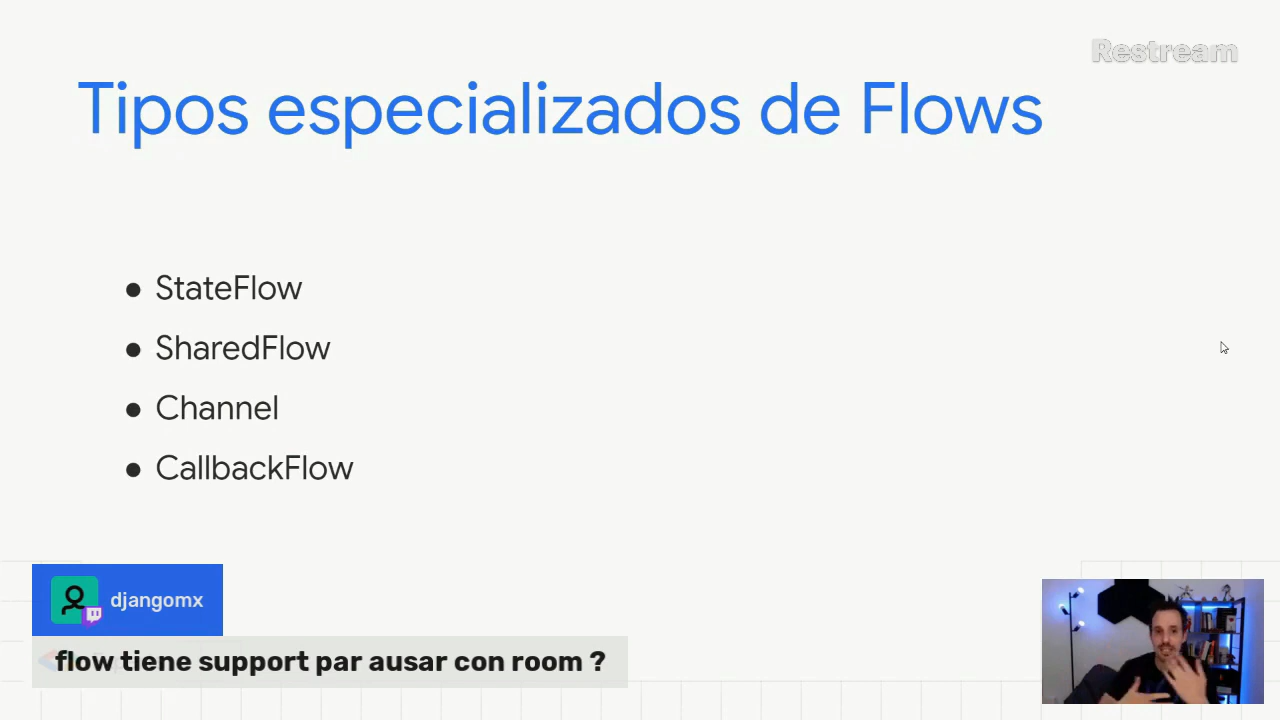 Restream
Tipos especializados de Flows
● StateFlow
● SharedFlow
● Channel
● CallbackFlow
djangomx
flow tiene support par ausar con room ?